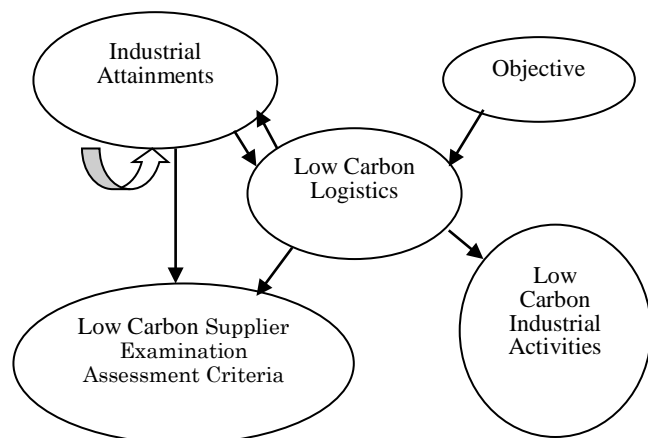 Industrial
Attainments
Objective
Low Carbon
Logistics
Low
Carbon
Industrial
Activities
Low Carbon Supplier
Examination
Assessment Criteria